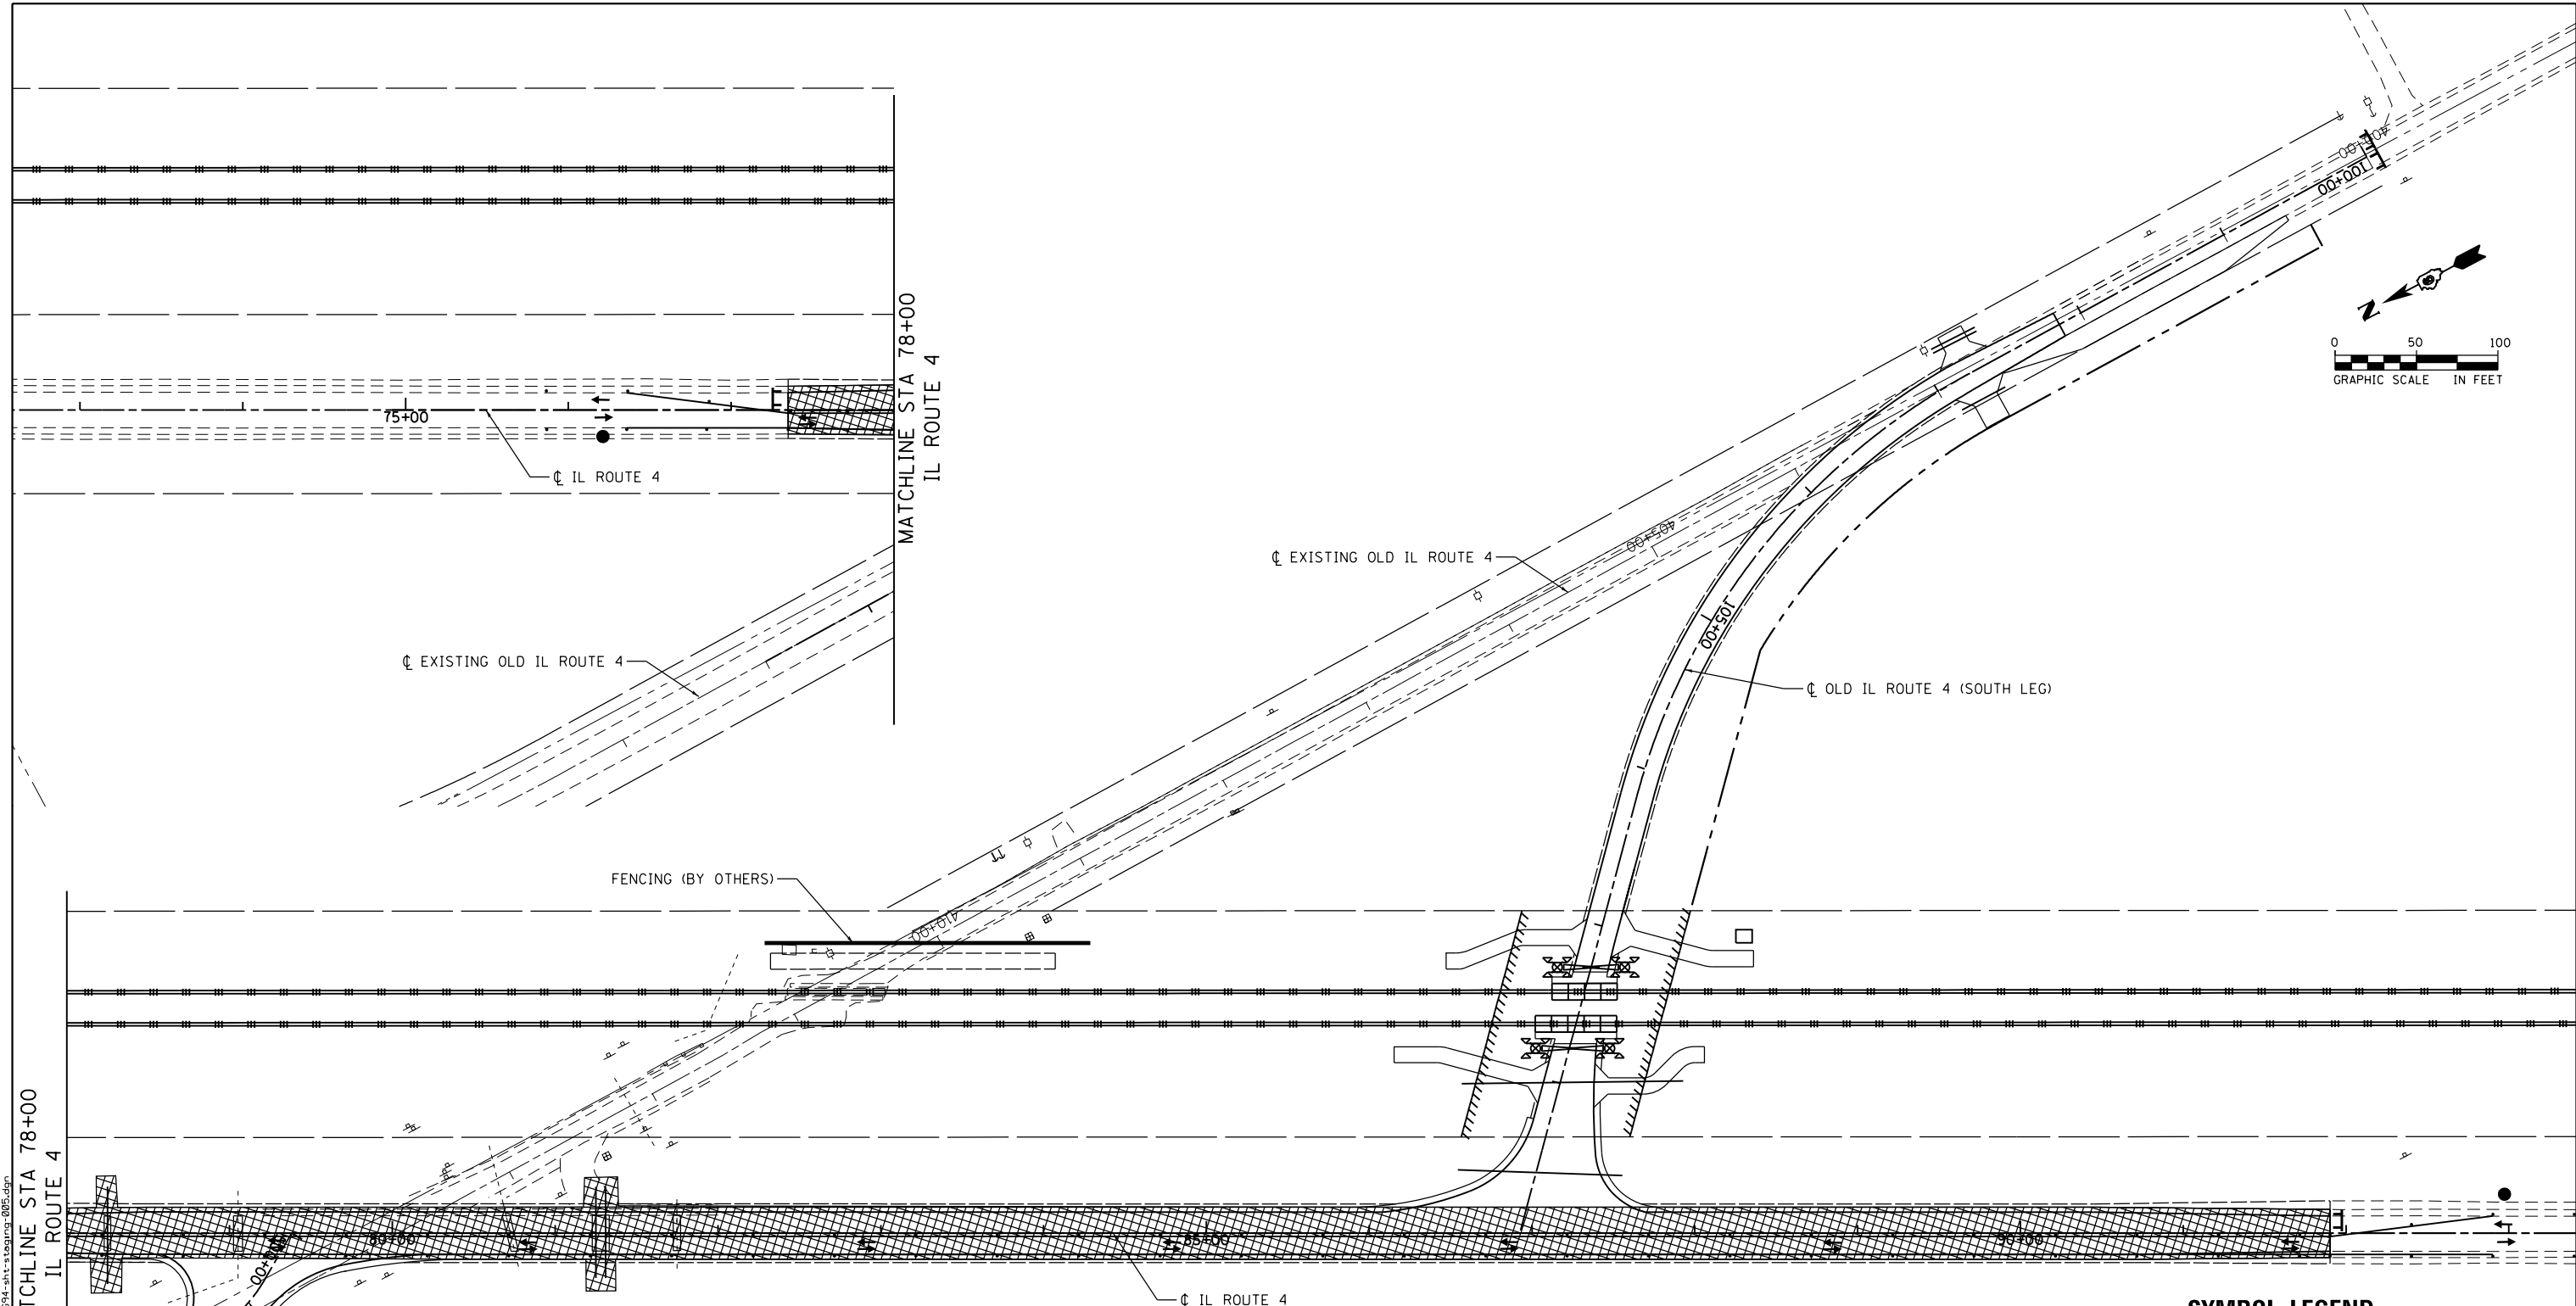 MATCHLINE STA 78+00
IL ROUTE 4
75+00
℄ IL ROUTE 4
℄ EXISTING OLD IL ROUTE 4
100+00
N
0 50 100
GRAPHIC SCALE IN FEET
405+00
℄ EXISTING OLD IL ROUTE 4
105+00
℄ OLD IL ROUTE 4 (SOUTH LEG)
FENCING (BY OTHERS)
410+00
TCHLINE STA 78+00
IL ROUTE 4
80+00
85+00
90+00
℄ IL ROUTE 4
SYMBOL LEGEND